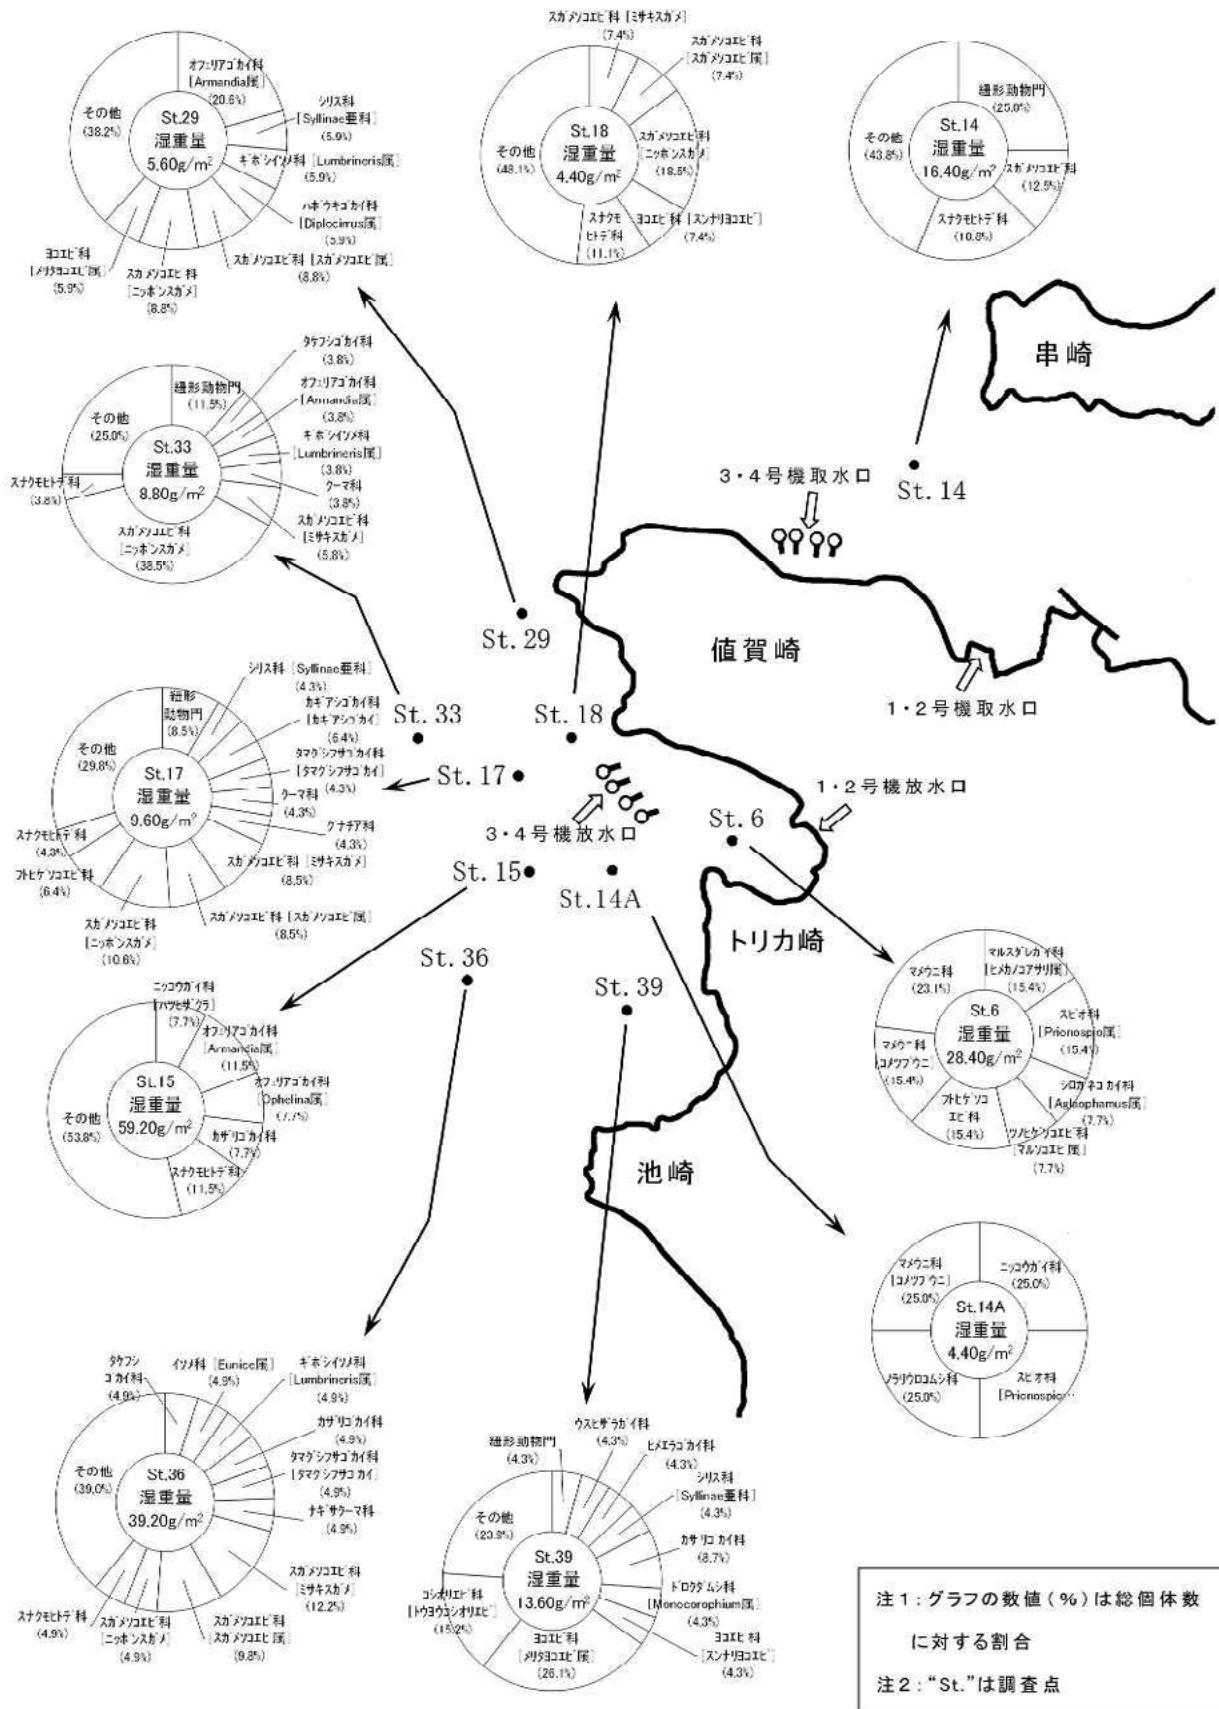 オフェリアゴカイ科
[Armandia属]
(20.6%)
シリス科
[Syllinae亜科]
(5.9%)
ギボシイソメ科 [Lumbrineris属]
(5.9%)
ハボウキゴカイ科
[Diplocirrus属]
(5.9%)
スガメソコエビ科 [スガメソコエビ属]
(8.8%)
スガメソコエビ科
[ニッポンスガメ]
(8.8%)
ヨコエビ科
[メリタヨコエビ属]
(5.9%)
その他
(38.2%)
St.29
湿重量
5.60g/m²
スガメソコエビ科 [ミサキスガメ]
(7.4%)
スガメソコエビ科
[スガメソコエビ属]
(7.4%)
スガメソコエビ科
[ニッポンスガメ]
(18.5%)
ヨコエビ科 [スンナリヨコエビ]
(7.4%)
スナクモ
ヒトデ科
(11.1%)
その他
(48.1%)
St.18
湿重量
4.40g/m²
紐形動物門
(25.0%)
スガメソコエビ科
(12.5%)
スナクモヒトデ科
(18.8%)
その他
(43.8%)
St.14
湿重量
16.40g/m²
串崎
紐形動物門
(11.5%)
タケフシゴカイ科
(3.8%)
オフェリアゴカイ科
[Armandia属]
(3.8%)
ギボシイソメ科
[Lumbrineris属]
(3.8%)
クーマ科
(3.8%)
スガメソコエビ科
[ミサキスガメ]
(5.8%)
スガメソコエビ科
[ニッポンスガメ]
(38.5%)
スナクモヒトデ科
(3.8%)
その他
(25.0%)
St.33
湿重量
8.80g/m²
3・4号機取水口
St.14
St.29
値賀崎
1・2号機取水口
St.33
St.18
St.17
1・2号機放水口
3・4号機放水口
St.6
St.15
St.14A
トリカ崎
St.36
St.39
池崎
紐形
動物門
(8.5%)
シリス科 [Syllinae亜科]
(4.3%)
カギアシゴカイ科
[カギアシゴカイ]
(6.4%)
タマグシフサゴカイ科
[タマグシフサゴカイ]
(4.3%)
クーマ科
(4.3%)
グナチア科
(4.3%)
スガメソコエビ科 [ミサキスガメ]
(8.5%)
スガメソコエビ科 [スガメソコエビ属]
(8.5%)
スガメソコエビ科
[ニッポンスガメ]
(10.6%)
フトヒゲソコエビ科
(6.4%)
スナクモヒトデ科
(4.3%)
その他
(29.8%)
St.17
湿重量
9.60g/m²
ニッコウガイ科
[ハツヒザクラ]
(7.7%)
オフェリアゴカイ科
[Armandia属]
(11.5%)
オフェリアゴカイ科
[Ophelina属]
(7.7%)
カザリゴカイ科
(7.7%)
スナクモヒトデ科
(11.5%)
その他
(53.8%)
St.15
湿重量
59.20g/m²
マルスダレガイ科
[ヒメカノコアサリ属]
(15.4%)
スピオ科
[Prionospio属]
(15.4%)
シロガネゴカイ科
[Aglaophamus属]
(7.7%)
ツノヒゲソコエビ科
[マルソコエビ属]
(7.7%)
フトヒゲソコ
エビ科
(15.4%)
マメウニ科
[コメツブウニ]
(15.4%)
マメウニ科
(23.1%)
St.6
湿重量
28.40g/m²
ニッコウガイ科
(25.0%)
スピオ科
[Prionospio…
ノラリウロコムシ科
(25.0%)
マメウニ科
[コメツブウニ]
(25.0%)
St.14A
湿重量
4.40g/m²
タケフシ
ゴカイ科
(4.9%)
イソメ科 [Eunice属]
(4.9%)
ギボシイソメ科
[Lumbrineris属]
(4.9%)
カザリゴカイ科
(4.9%)
タマグシフサゴカイ科
[タマグシフサゴカイ]
(4.9%)
ナギサクーマ科
(4.9%)
スガメソコエビ科
[ミサキスガメ]
(12.2%)
スガメソコエビ科
[スガメソコエビ属]
(9.8%)
スガメソコエビ科
[ニッポンスガメ]
(4.9%)
スナクモヒトデ科
(4.9%)
その他
(39.0%)
St.36
湿重量
39.20g/m²
紐形動物門
(4.3%)
ウスヒザラガイ科
(4.3%)
ヒメエラゴカイ科
(4.3%)
シリス科
[Syllinae亜科]
(4.3%)
カザリゴカイ科
(8.7%)
ドロクダムシ科
[Monocorophium属]
(4.3%)
ヨコエビ科
[スンナリヨコエビ]
(4.3%)
ヨコエビ科
[メリタヨコエビ属]
(26.1%)
コシオリエビ科
[トウヨウコシオリエビ]
(15.2%)
その他
(23.9%)
St.39
湿重量
13.60g/m²
注1：グラフの数値（%）は総個体数
に対する割合
注2："St."は調査点